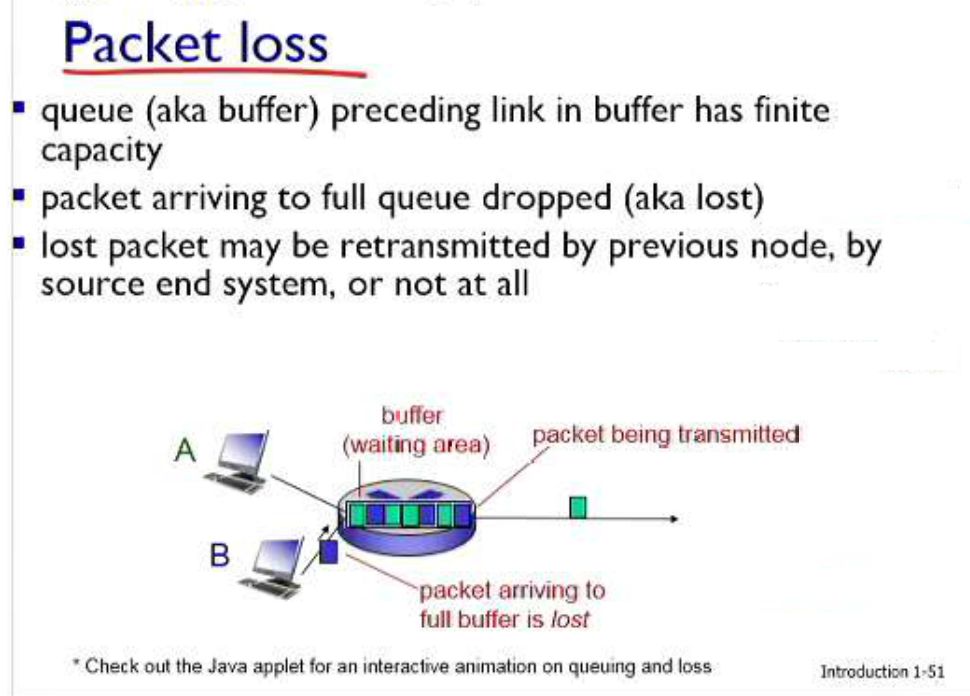 Packet loss
▪ queue (aka buffer) preceding link in buffer has finite
capacity
▪ packet arriving to full queue dropped (aka lost)
▪ lost packet may be retransmitted by previous node, by
source end system, or not at all
buffer
(waiting area)
packet being transmitted
A
B
packet arriving to
full buffer is lost
* Check out the Java applet for an interactive animation on queuing and loss
Introduction 1-51